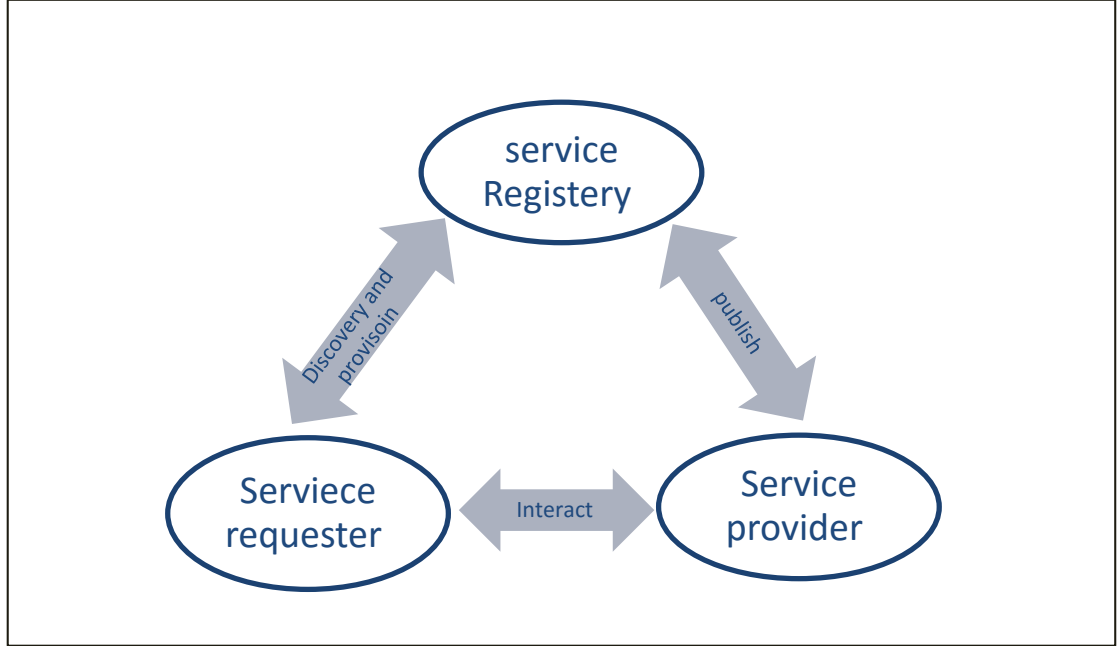 service
Registery
Discovery and
provisoin
publish
Serviece
requester
Interact
Service
provider